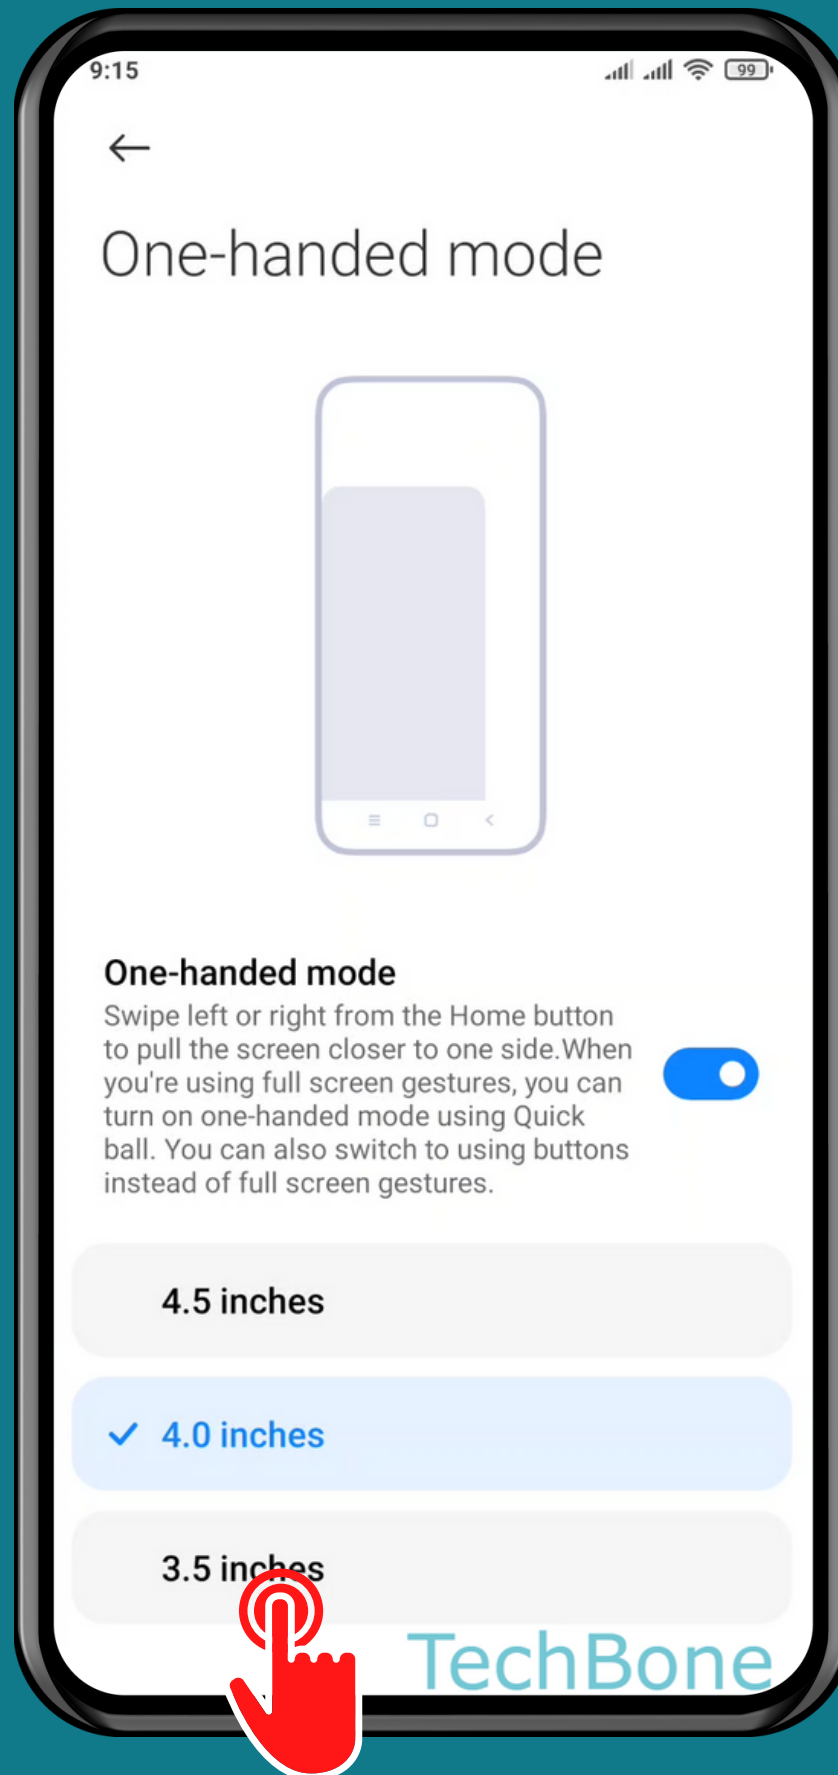 9:15
99
One-handed mode
One-handed mode
Swipe left or right from the Home button
to pull the screen closer to one side.When
you're using full screen gestures, you can
turn on one-handed mode using Quick
ball. You can also switch to using buttons
instead of full screen gestures.
4.5 inches
4.0 inches
3.5 inches
TechBone